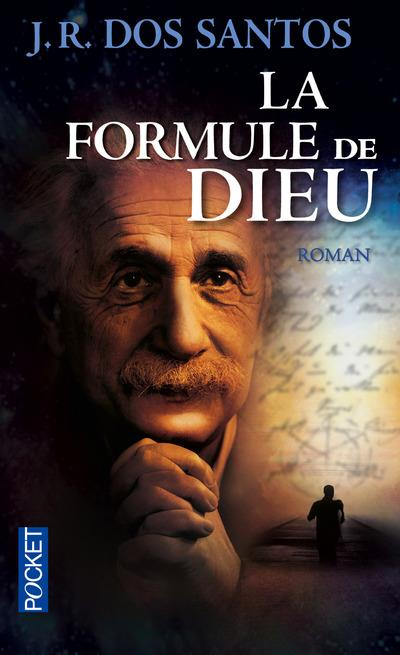 J. R. DOS SANTOS
LA
FORMULE DE
DIEU
ROMAN
POCKET